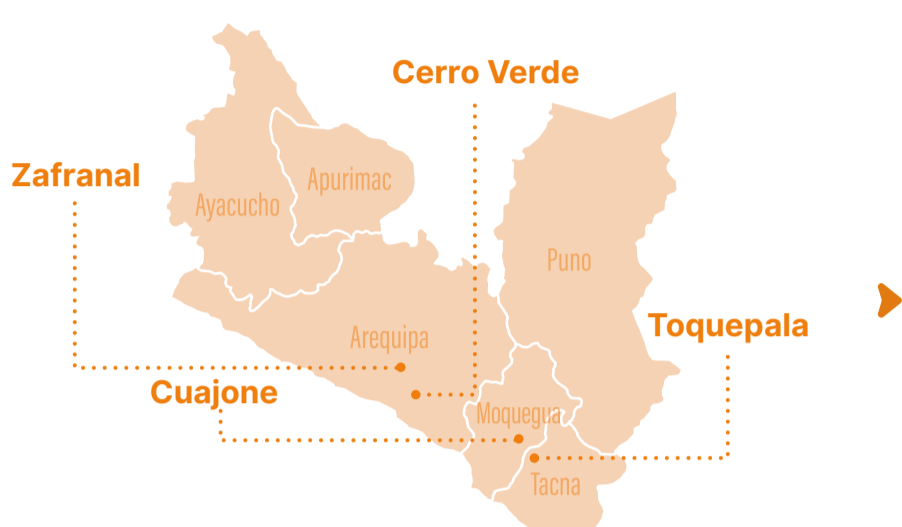 Cerro Verde
Zafranal
Apurimac
Ayacucho
Puno
Toquepala
Arequipa
Cuajone
Moquegua
Tacna